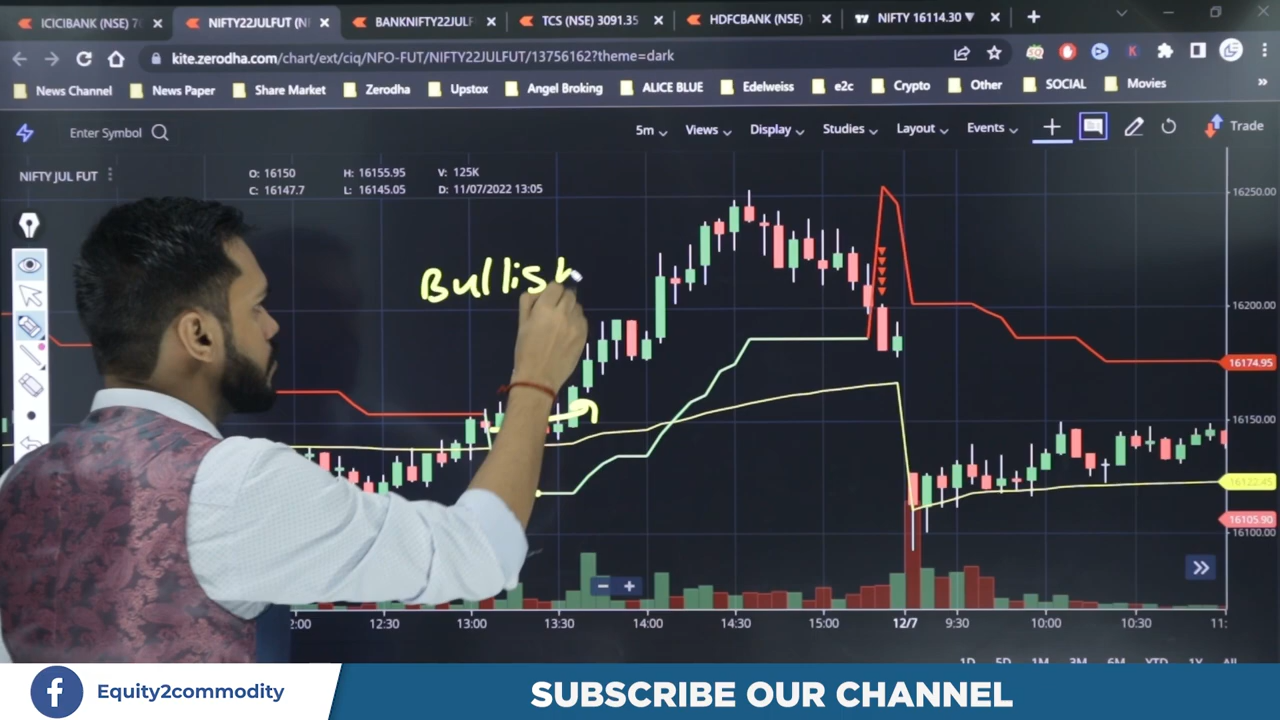 ICICIBANK (NSE) 7
NIFTY22JULFUT (N
BANKNIFTY22JULF
TCS (NSE) 3091.35
HDFCBANK (NSE)
NIFTY 16114.30 ▼
kite.zerodha.com/chart/ext/ciq/NFO-FUT/NIFTY22JULFUT/13756162?theme=dark
News Channel
News Paper
Share Market
Zerodha
Upstox
Angel Broking
ALICE BLUE
Edelweiss
e2c
Crypto
Other
SOCIAL
Movies
Enter Symbol
5m
Views
Display
Studies
Layout
Events
Trade
NIFTY JUL FUT
O: 16150 H: 16155.95 V: 125K
C: 16147.7 L: 16145.05 D: 11/07/2022 13:05
16250.00
Bullish
16200.00
16174.95
16150.00
16122.45
16105.90
16100.00
12:30 13:00 13:30 14:00 14:30 15:00 12/7 9:30 10:00 10:30 11:
1D 5D 1M 3M 6M YTD 1Y All
Equity2commodity
SUBSCRIBE OUR CHANNEL